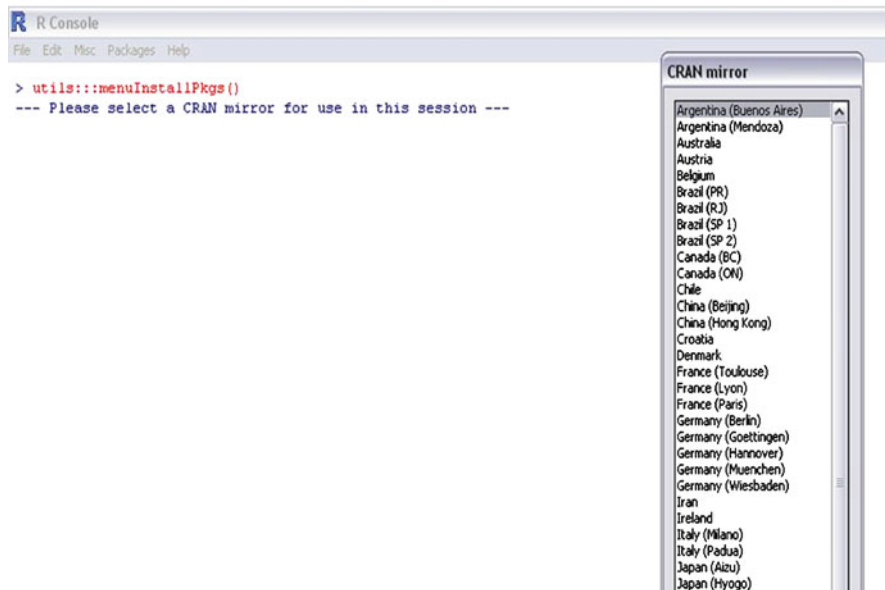 R Console
File Edit Misc Packages Help
> utils:::menuInstallPkgs()
--- Please select a CRAN mirror for use in this session ---
CRAN mirror
Argentina (Buenos Aires)
Argentina (Mendoza)
Australia
Austria
Belgium
Brazil (PR)
Brazil (RJ)
Brazil (SP 1)
Brazil (SP 2)
Canada (BC)
Canada (ON)
Chile
China (Beijing)
China (Hong Kong)
Croatia
Denmark
France (Toulouse)
France (Lyon)
France (Paris)
Germany (Berlin)
Germany (Goettingen)
Germany (Hannover)
Germany (Muenchen)
Germany (Wiesbaden)
Iran
Ireland
Italy (Milano)
Italy (Padua)
Japan (Aizu)
Japan (Hyogo)